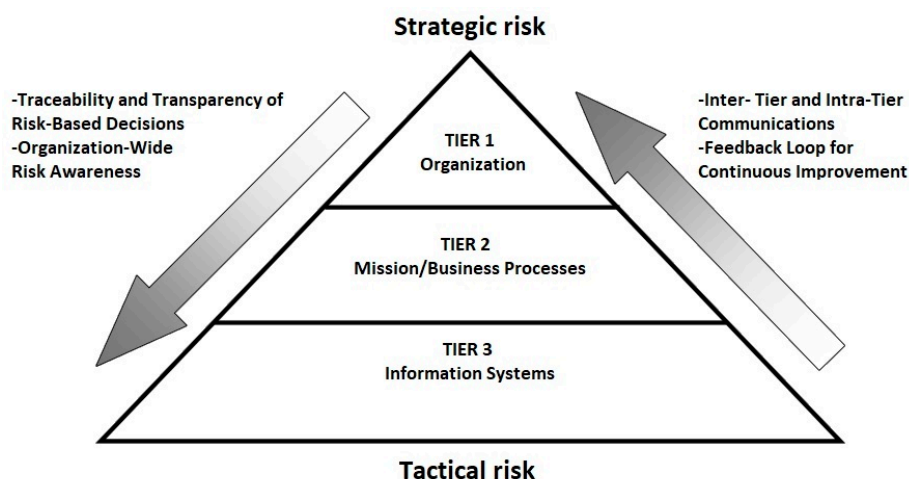 Strategic risk
-Traceability and Transparency of
Risk-Based Decisions
-Organization-Wide
Risk Awareness
-Inter- Tier and Intra-Tier
Communications
-Feedback Loop for
Continuous Improvement
TIER 1
Organization
TIER 2
Mission/Business Processes
TIER 3
Information Systems
Tactical risk